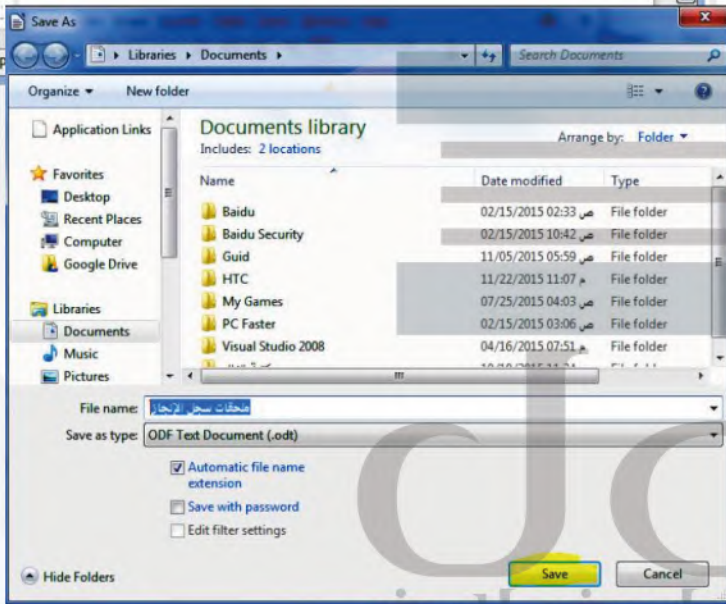 Save As
Libraries Documents
Search Documents
Organize New folder
Application Links
Favorites
Desktop
Recent Places
Computer
Google Drive
Libraries
Documents
Music
Pictures
Documents library
Includes: 2 locations
Arrange by: Folder
Name Date modified Type
Baidu 02/15/2015 02:33 ص File folder
Baidu Security 02/15/2015 10:42 ص File folder
Guid 11/05/2015 05:59 ص File folder
HTC 11/22/2015 11:07 م File folder
My Games 07/25/2015 04:03 ص File folder
PC Faster 02/15/2015 03:06 ص File folder
Visual Studio 2008 04/16/2015 07:51 م File folder
File name: ملحقات سجل الإنجاز
Save as type: ODF Text Document (.odt)
Automatic file name
extension
Save with password
Edit filter settings
Hide Folders
Save Cancel